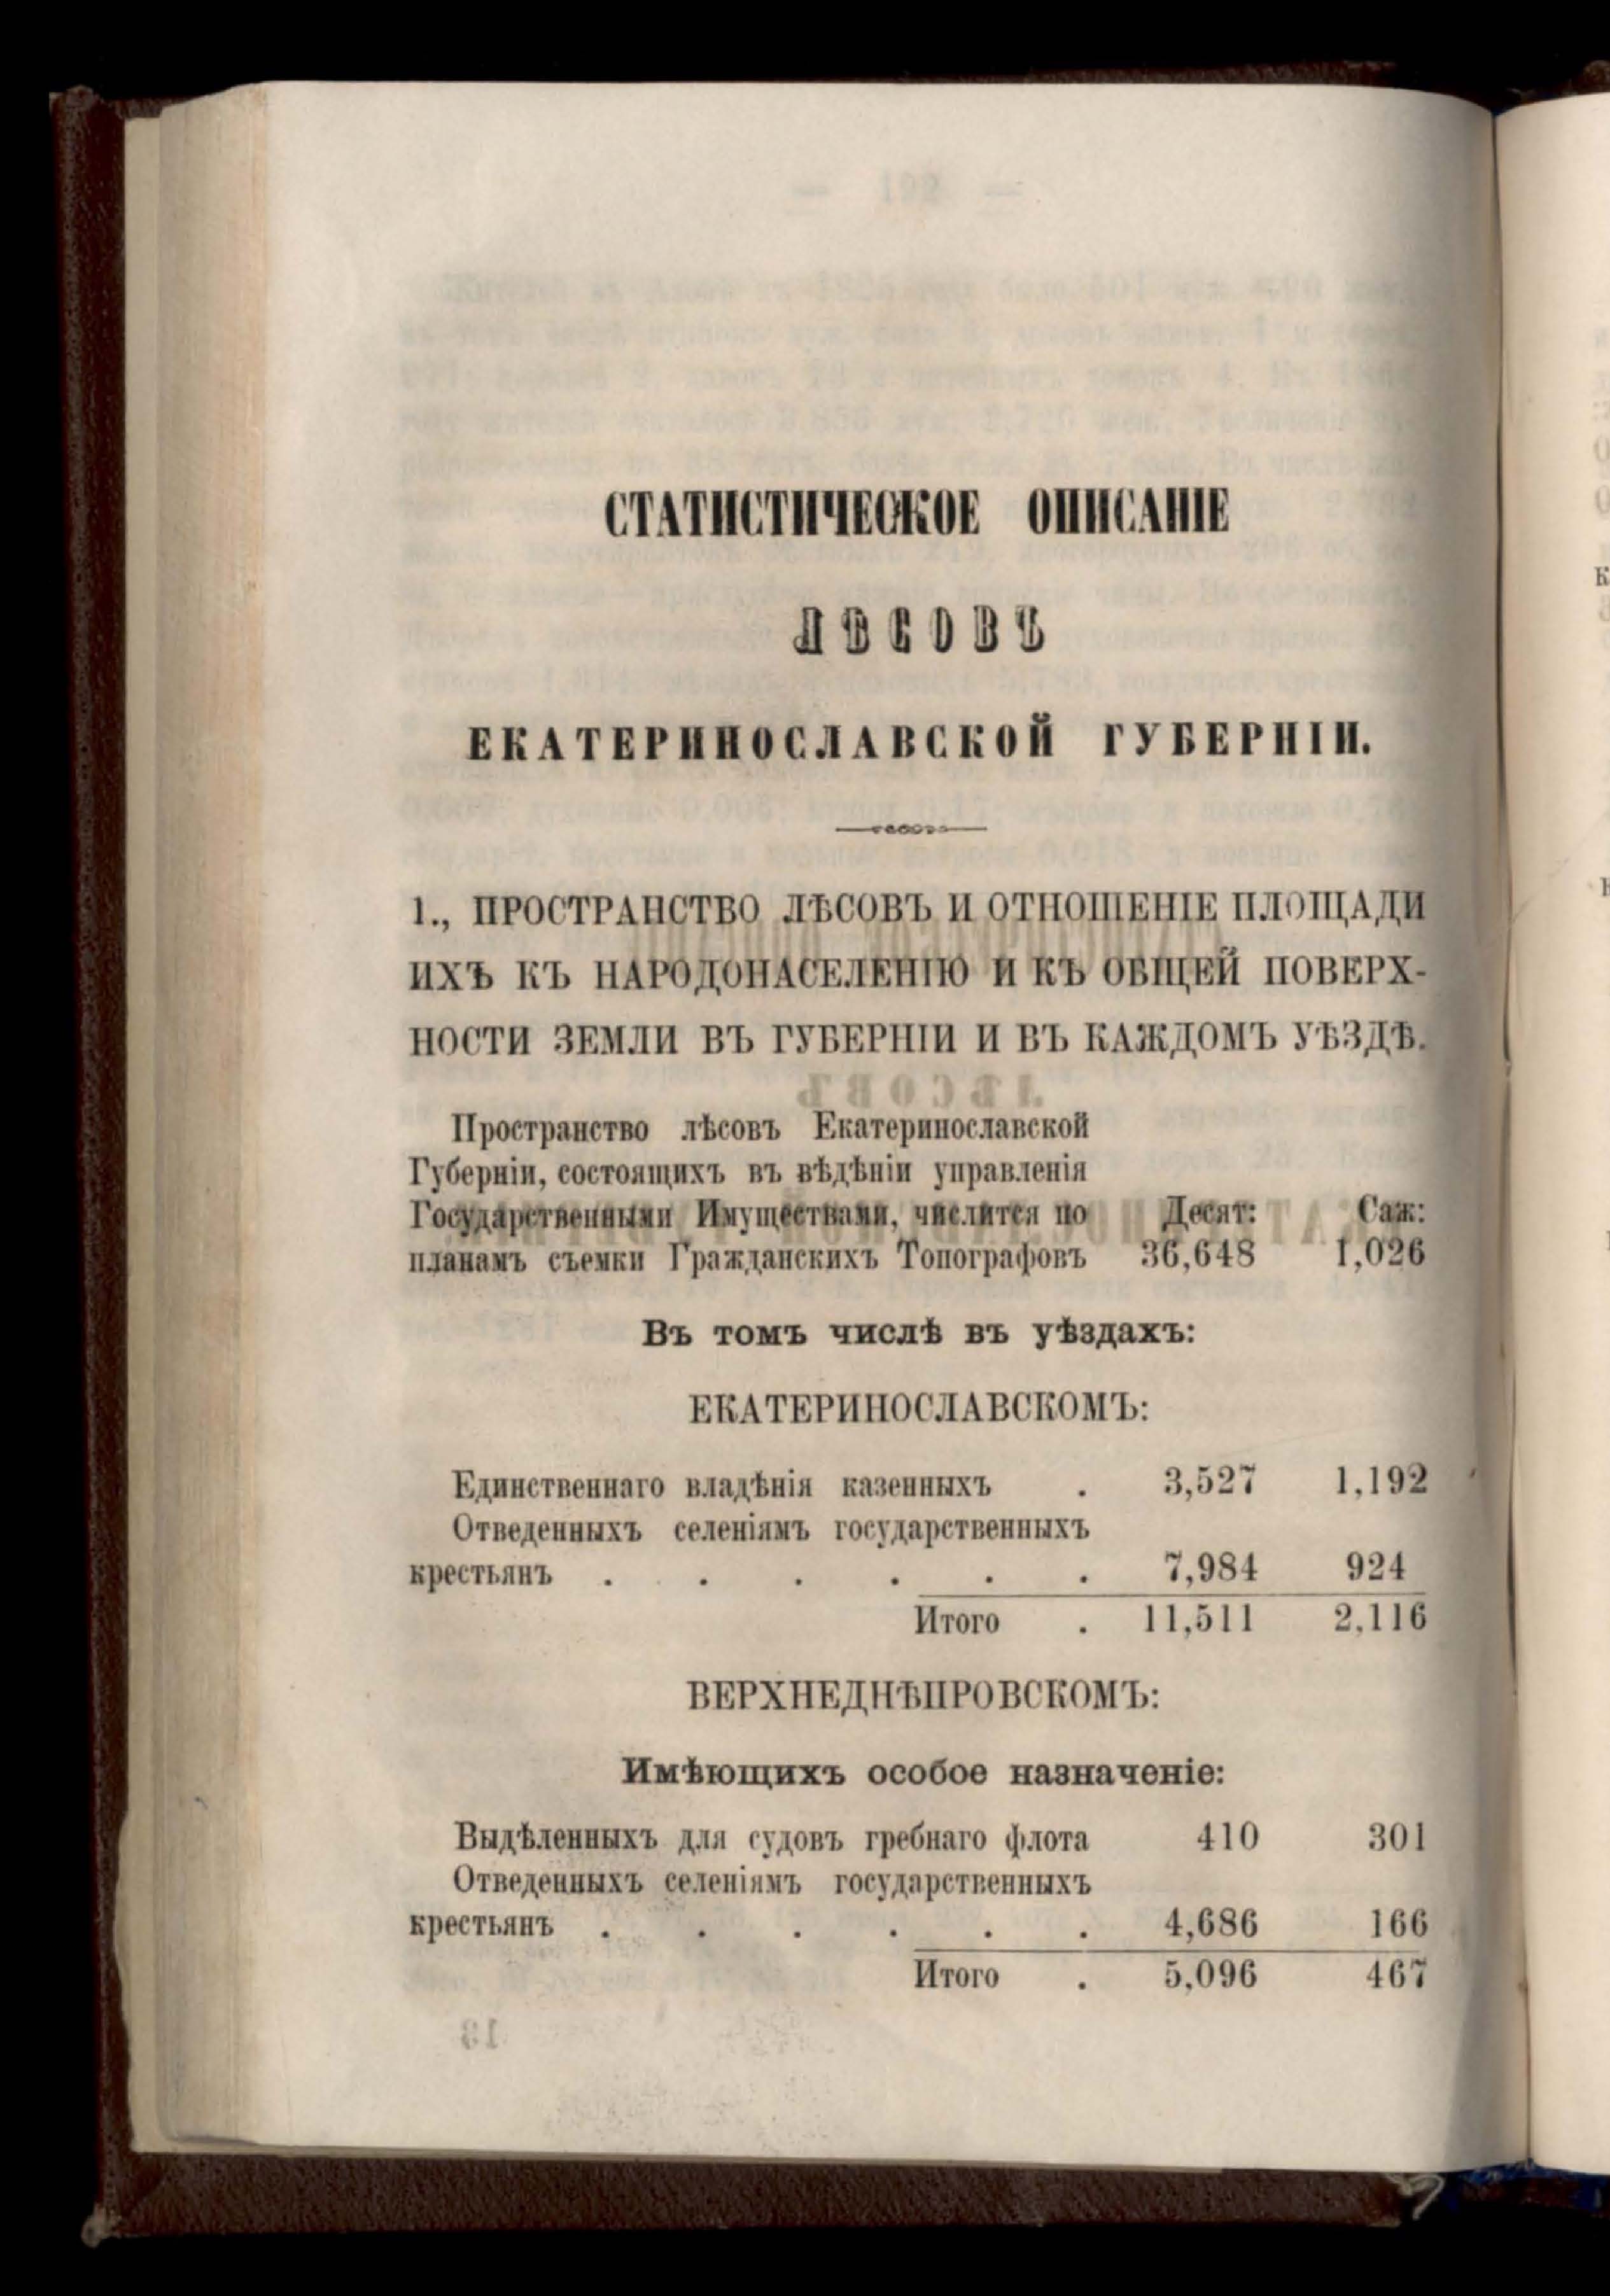 СТАТИСТИЧЕСКОЕ ОПИСАНІЕ
ЛѢСОВЪ
ЕКАТЕРИНОСЛАВСКОЙ ГУБЕРНІИ.
1., ПРОСТРАНСТВО ЛѢСОВЪ И ОТНОШЕНІЕ ПЛОЩАДИ
ИХЪ КЪ НАРОДОНАСЕЛЕНІЮ И КЪ ОБЩЕЙ ПОВЕРХ-
НОСТИ ЗЕМЛИ ВЪ ГУБЕРНІИ И ВЪ КАЖДОМЪ УѢЗДѢ.
Пространство лѣсовъ Екатеринославской
Губерніи, состоящихъ въ вѣдѣніи управленія
Государственными Имуществами, числится по Десят: Саж:
планамъ съемки Гражданскихъ Топографовъ 36,648 1,026
Въ томъ числѣ въ уѣздахъ:
ЕКАТЕРИНОСЛАВСКОМЪ:
Единственнаго владѣнія казенныхъ . 3,527 1,192
Отведенныхъ селеніямъ государственныхъ
крестьянъ . . . . . . 7,984 924
Итого . 11,511 2,116
ВЕРХНЕДНѢПРОВСКОМЪ:
Имѣющихъ особое назначеніе:
Выдѣленныхъ для судовъ гребнаго флота 410 301
Отведенныхъ селеніямъ государственныхъ
крестьянъ . . . . . . 4,686 166
Итого . 5,096 467